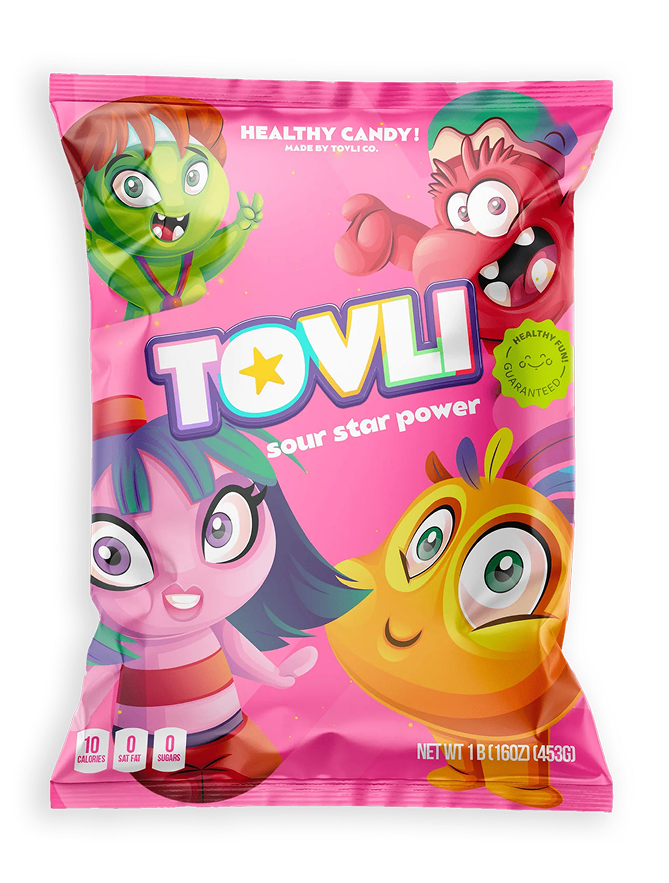 HEALTHY CANDY!
MADE BY TOVLI CO.
TOVLI
sour star power
HEALTHY FUN!
GUARANTEED
10
CALORIES
0
SAT FAT
0
SUGARS
NET WT 1 B (16OZ) (453G)